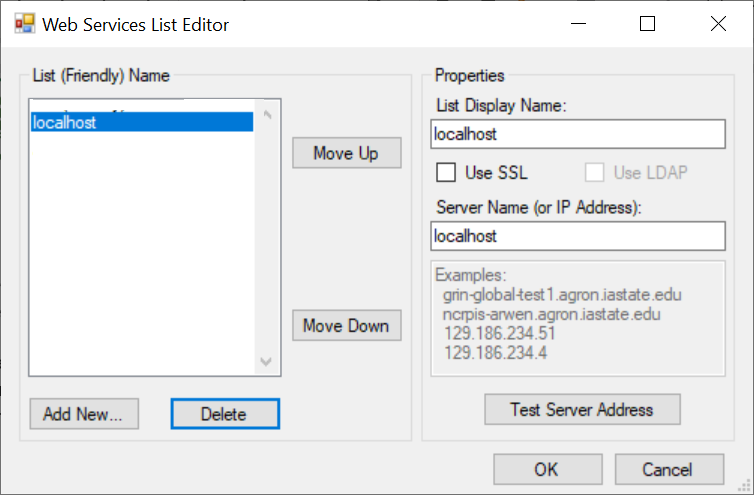 Web Services List Editor
List (Friendly) Name
localhost
Move Up
Move Down
Add New...
Delete
Properties
List Display Name:
localhost
Use SSL
Use LDAP
Server Name (or IP Address):
localhost
Examples:
grin-global-test1.agron.iastate.edu
ncrpis-arwen.agron.iastate.edu
129.186.234.51
129.186.234.4
Test Server Address
OK
Cancel